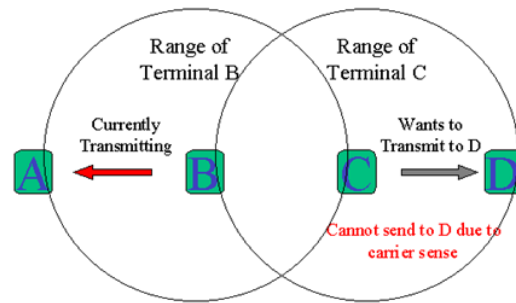 Range of
Terminal B
Range of
Terminal C
Currently
Transmitting
Wants to
Transmit to D
A
B
C
D
Cannot send to D due to
carrier sense